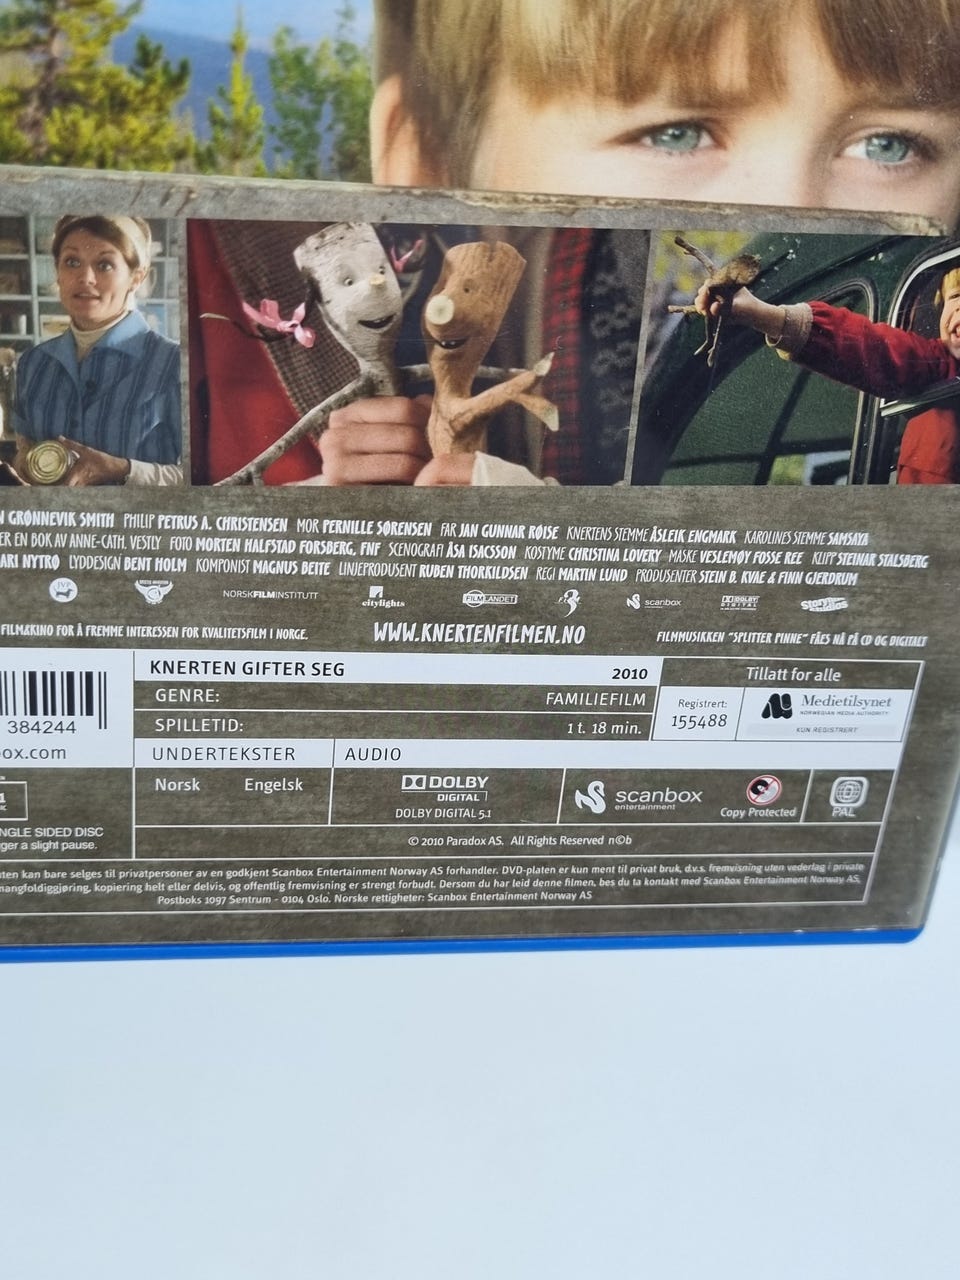 GRØNNEVIK SMITH PHILIP PETRUS A. CHRISTENSEN MOR PERNILLE SØRENSEN FAR JAN GUNNAR RØISE KNERTENS STEMME ÅSLEIK ENGMARK KAROLINES STEMME SAMSAYA
ER EN BOK AV ANNE-CATH. VESTLY FOTO MORTEN HALFSTAD FORSBERG, FNF SCENOGRAFI ÅSA ISACSSON KOSTYME CHRISTINA LOVERY MASKE VESLEMØY FOSSE REE KLIPP STEINAR STALSBERG
ARI NYTRØ LYDDESIGN BENT HOLM KOMPONIST MAGNUS BEITE LINJEPRODUSENT RUBEN THORKILDSEN REGI MARTIN LUND PRODUSENTER STEIN B. KVAE & FINN GJERDRUM
JVP NORSKFILMINSTITUTT citylights FILMLANDET scanbox DOLBY DIGITAL Storyline Studios
FILM&KINO FOR Å FREMME INTERESSEN FOR KVALITETSFILM I NORGE. WWW.KNERTENFILMEN.NO FILMMUSIKKEN "SPLITTER PINNE" FÅES NÅ PÅ CD OG DIGITALT
KNERTEN GIFTER SEG 2010
GENRE: FAMILIEFILM
SPILLETID: 1 t. 18 min.
Tillatt for alle
Registrert:
155488
Medietilsynet
NORWEGIAN MEDIA AUTHORITY
KUN REGISTRERT
384244
ox.com
UNDERTEKSTER AUDIO
Norsk Engelsk
DOLBY
DIGITAL
DOLBY DIGITAL 5.1
scanbox
entertainment
Copy Protected
PAL
NGLE SIDED DISC
ger a slight pause.
© 2010 Paradox AS. All Rights Reserved n©b
ten kan bare selges til privatpersoner av en godkjent Scanbox Entertainment Norway AS forhandler. DVD-platen er kun ment til privat bruk, d.v.s. fremvisning uten vederlag i private
mangfoldiggjøring, kopiering helt eller delvis, og offentlig fremvisning er strengt forbudt. Dersom du har leid denne filmen, bes du ta kontakt med Scanbox Entertainment Norway AS,
Postboks 1097 Sentrum - 0104 Oslo. Norske rettigheter: Scanbox Entertainment Norway AS